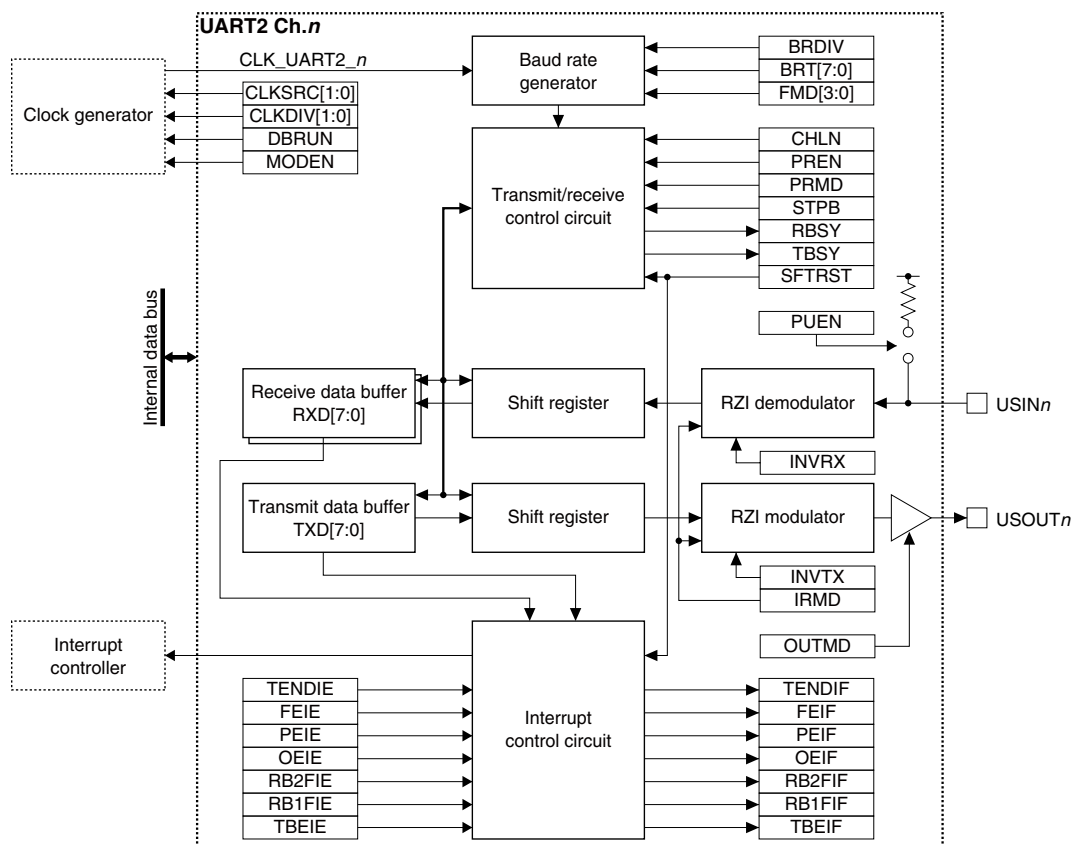 UART2 Ch.n
CLK_UART2_n
Clock generator
CLKSRC[1:0]
CLKDIV[1:0]
DBRUN
MODEN
Baud rate
generator
BRDIV
BRT[7:0]
FMD[3:0]
Transmit/receive
control circuit
CHLN
PREN
PRMD
STPB
RBSY
TBSY
SFTRST
PUEN
Internal data bus
Receive data buffer
RXD[7:0]
Shift register
RZI demodulator
USINn
INVRX
Transmit data buffer
TXD[7:0]
Shift register
RZI modulator
USOUTn
INVTX
IRMD
OUTMD
Interrupt
controller
Interrupt
control circuit
TENDIE
FEIE
PEIE
OEIE
RB2FIE
RB1FIE
TBEIE
TENDIF
FEIF
PEIF
OEIF
RB2FIF
RB1FIF
TBEIF